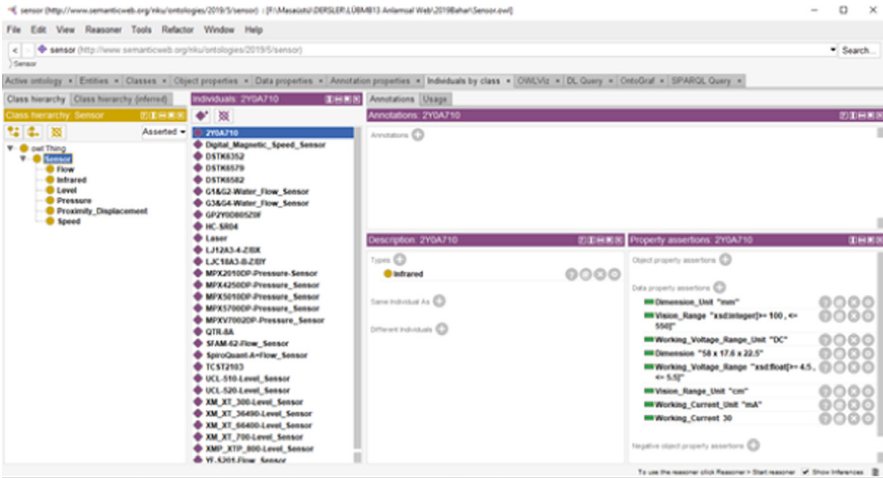 sensor (http://www.semanticweb.org/nku/ontologies/2019/5/sensor) : [F:\Masaüstü\DERSLER\LÜBMB13 Anlamsal Web\2019Bahar\Sensor.owl]
File Edit View Reasoner Tools Refactor Window Help
< > sensor (http://www.semanticweb.org/nku/ontologies/2019/5/sensor) Search...
Sensor
Active ontology × Entities × Classes × Object properties × Data properties × Annotation properties × Individuals by class × OWLViz × DL Query × OntoGraf × SPARQL Query ×
Class hierarchy Class hierarchy (inferred)
Class hierarchy: Sensor
Asserted
owl:Thing
Sensor
Flow
Infrared
Level
Pressure
Proximity_Displacement
Speed
Individuals: 2Y0A710
2Y0A710
Digital_Magnetic_Speed_Sensor
DSTK6352
DSTK6579
DSTK6582
G1&G2-Water_Flow_Sensor
G3&G4-Water_Flow_Sensor
GP2Y0D805Z0F
HC-SR04
Laser
LJ12A3-4-Z/BX
LJC18A3-B-Z/BY
MPX2010DP-Pressure-Sensor
MPX4250DP-Pressure_Sensor
MPX5010DP-Pressure_Sensor
MPX5700DP-Pressure_Sensor
MPXV7002DP-Pressure_Sensor
QTR-8A
SFAM-62-Flow_Sensor
SpiroQuant-A+Flow_Sensor
TCST2103
UCL-510-Level_Sensor
UCL-520-Level_Sensor
XM_XT_300-Level_Sensor
XM_XT_36490-Level_Sensor
XM_XT_66400-Level_Sensor
XM_XT_700-Level_Sensor
XMP_XTP_800-Level_Sensor
YF-S201-Flow_Sensor
Annotations Usage
Annotations: 2Y0A710
Annotations
Description: 2Y0A710
Types
Infrared
Same Individual As
Different Individuals
Property assertions: 2Y0A710
Object property assertions
Data property assertions
Dimension_Unit "mm"
Vision_Range "xsd:integer[>= 100 , <=
550]"
Working_Voltage_Range_Unit "DC"
Dimension "58 x 17.6 x 22.5"
Working_Voltage_Range "xsd:float[>= 4.5 ,
<= 5.5]"
Vision_Range_Unit "cm"
Working_Current_Unit "mA"
Working_Current 30
Negative object property assertions
To use the reasoner click Reasoner > Start reasoner Show Inferences